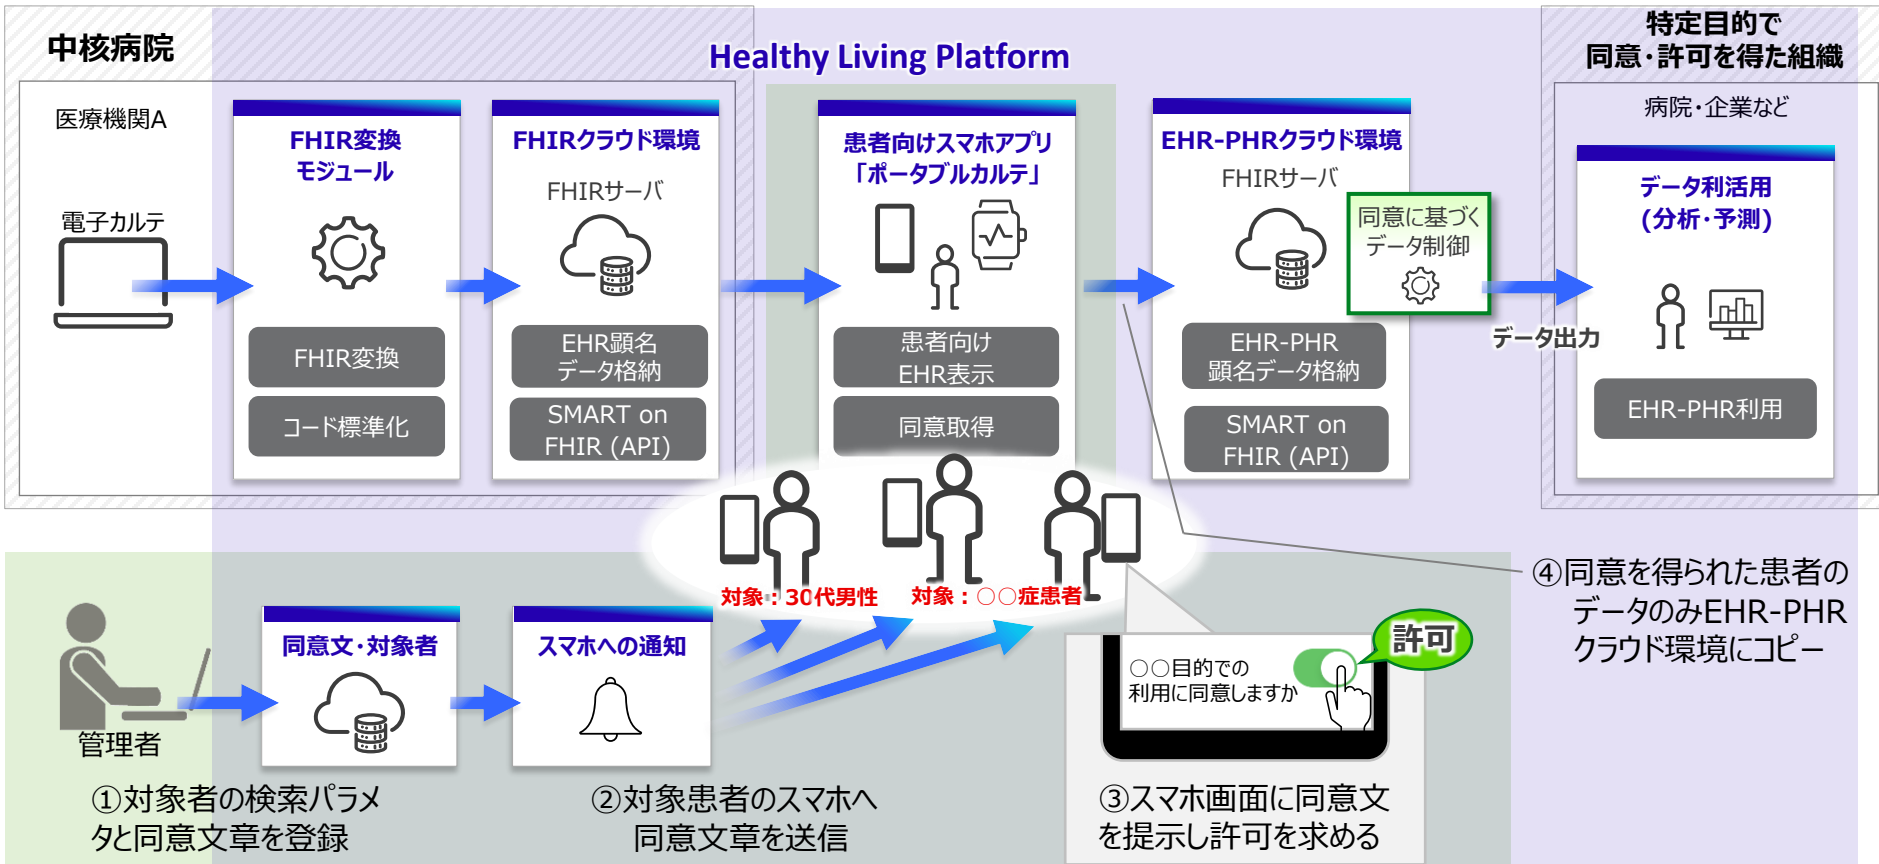 中核病院
Healthy Living Platform
特定目的で
同意・許可を得た組織
医療機関A
電子カルテ
FHIR変換
モジュール
FHIR変換
コード標準化
FHIRクラウド環境
FHIRサーバ
EHR顕名
データ格納
SMART on
FHIR (API)
患者向けスマホアプリ
「ポータブルカルテ」
患者向け
EHR表示
同意取得
EHR-PHRクラウド環境
FHIRサーバ
同意に基づく
データ制御
EHR-PHR
顕名データ格納
SMART on
FHIR (API)
データ出力
病院・企業など
データ利活用
(分析・予測)
EHR-PHR利用
対象：30代男性
対象：○○症患者
管理者
同意文・対象者
スマホへの通知
○○目的での
利用に同意しますか
許可
①対象者の検索パラメ
タと同意文章を登録
②対象患者のスマホへ
同意文章を送信
③スマホ画面に同意文
を提示し許可を求める
④同意を得られた患者の
データのみEHR-PHR
クラウド環境にコピー